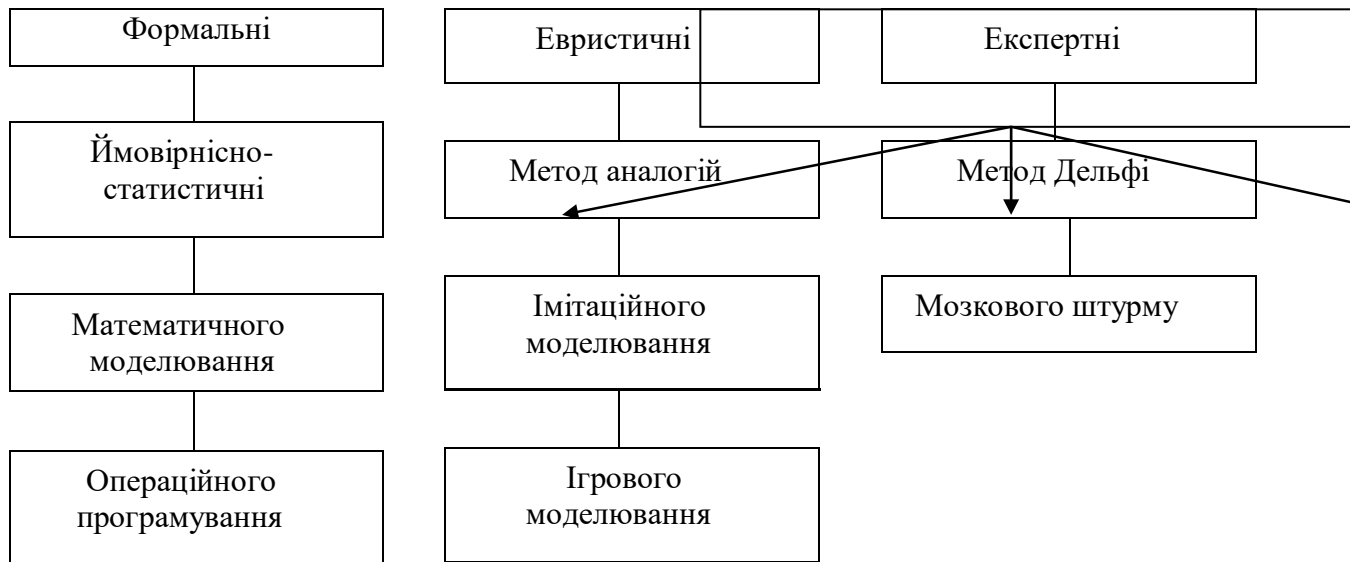 Формальні
Ймовірнісно-
статистичні
Математичного
моделювання
Операційного
програмування
Евристичні
Метод аналогій
Імітаційного
моделювання
Ігрового
моделювання
Експертні
Метод Дельфі
Мозкового штурму